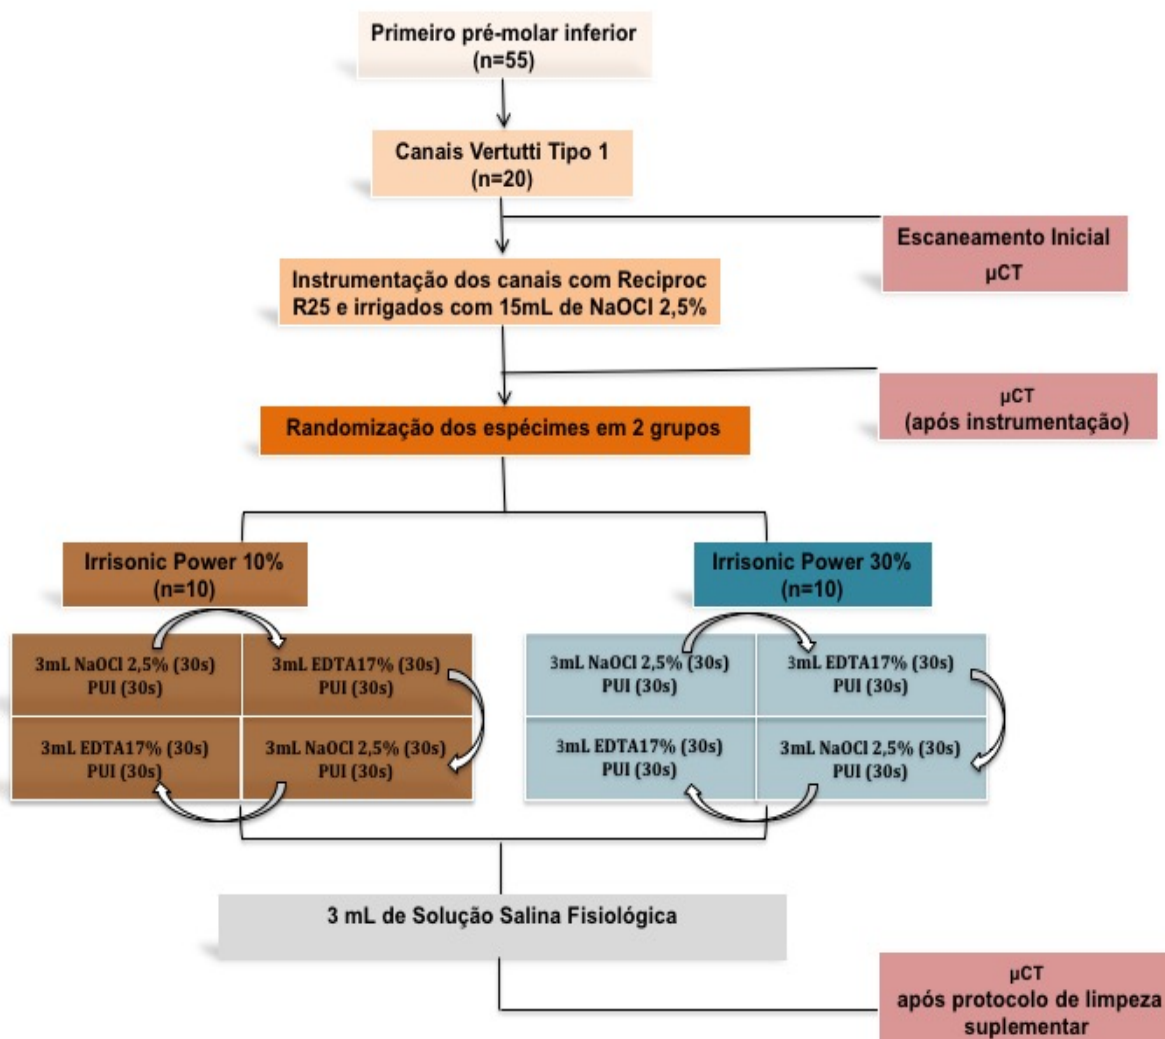 Primeiro pré-molar inferior
(n=55)
Canais Vertutti Tipo 1
(n=20)
Escaneamento Inicial
µCT
Instrumentação dos canais com Reciproc
R25 e irrigados com 15mL de NaOCl 2,5%
µCT
(após instrumentação)
Randomização dos espécimes em 2 grupos
Irrisonic Power 10%
(n=10)
Irrisonic Power 30%
(n=10)
3mL NaOCl 2,5% (30s)
PUI (30s)
3mL EDTA17% (30s)
PUI (30s)
3mL EDTA17% (30s)
PUI (30s)
3mL NaOCl 2,5% (30s)
PUI (30s)
3mL NaOCl 2,5% (30s)
PUI (30s)
3mL EDTA17% (30s)
PUI (30s)
3mL EDTA17% (30s)
PUI (30s)
3mL NaOCl 2,5% (30s)
PUI (30s)
3 mL de Solução Salina Fisiológica
µCT
após protocolo de limpeza
suplementar